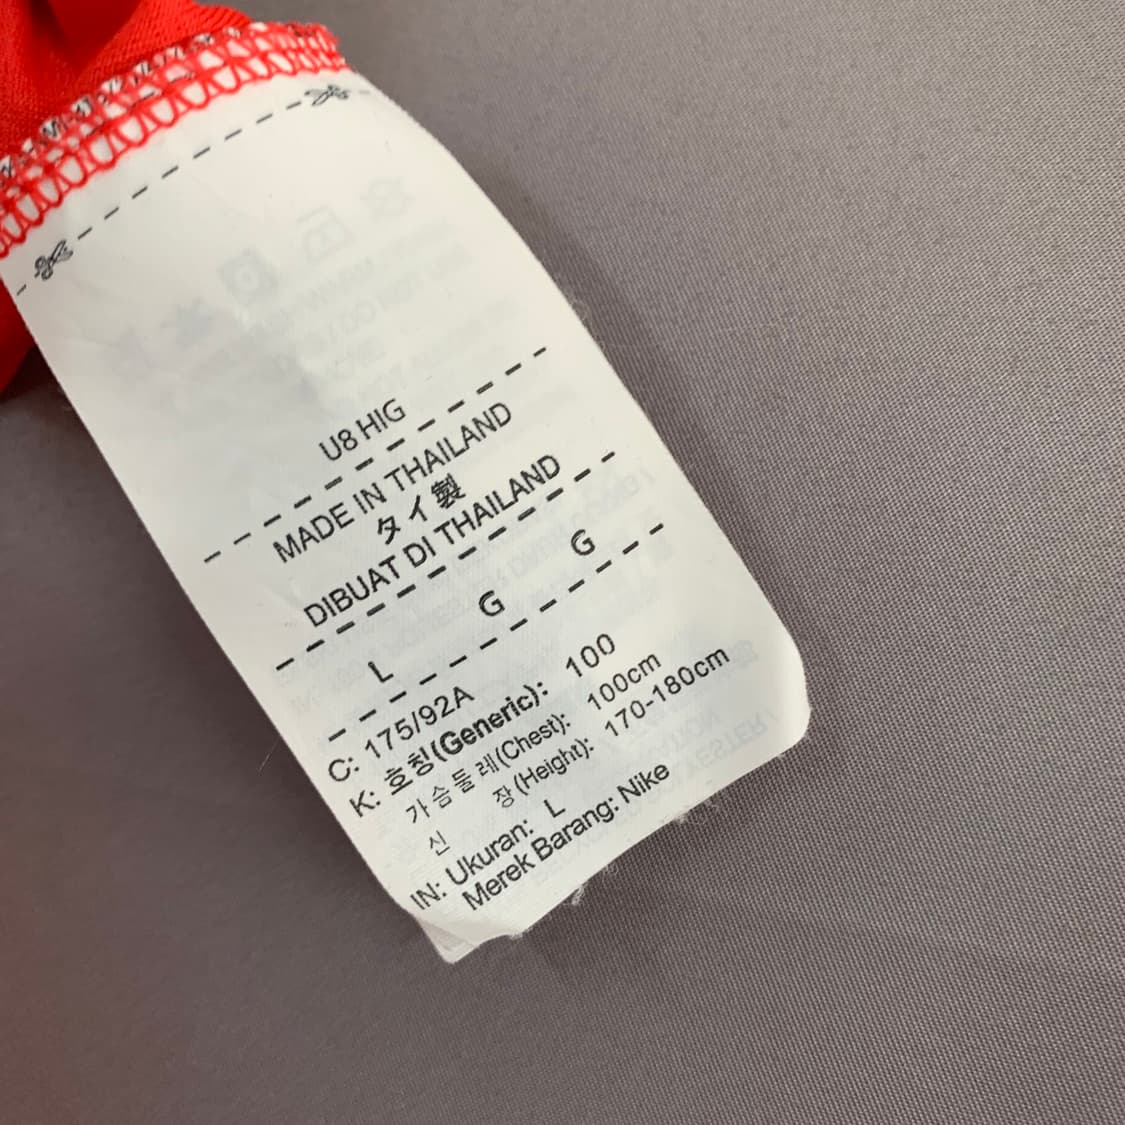 U8 HIG
MADE IN THAILAND
タイ製
DIBUAT DI THAILAND
L G G
C: 175/92A
K: 호칭(Generic): 100
가슴둘레(Chest): 100cm
신 장(Height): 170-180cm
IN: Ukuran: L
Merek Barang: Nike